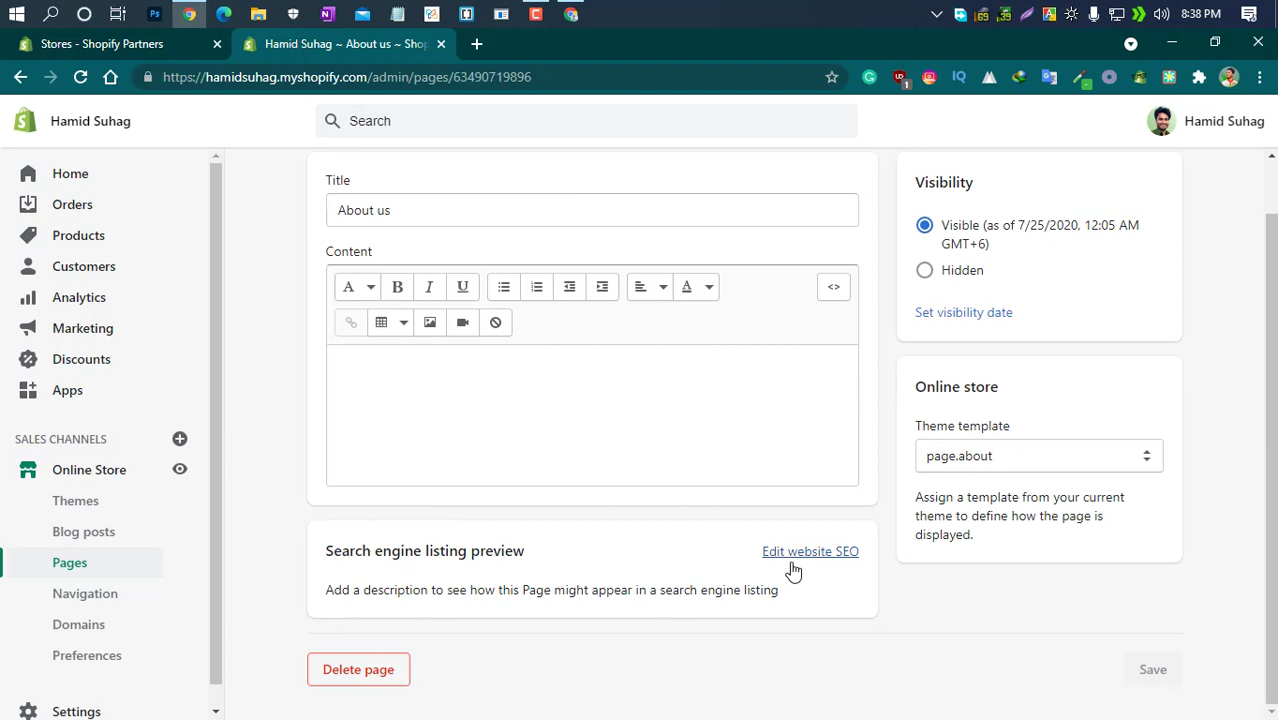 8:38 PM
Stores - Shopify Partners
Hamid Suhag ~ About us ~ Shop
https://hamidsuhag.myshopify.com/admin/pages/63490719896
Hamid Suhag
Search
Hamid Suhag
Home
Orders
Products
Customers
Analytics
Marketing
Discounts
Apps
SALES CHANNELS
Online Store
Themes
Blog posts
Pages
Navigation
Domains
Preferences
Settings
Title
About us
Content
A
B
I
U
A
<>
Search engine listing preview
Edit website SEO
Add a description to see how this Page might appear in a search engine listing
Delete page
Save
Visibility
Visible (as of 7/25/2020, 12:05 AM
GMT+6)
Hidden
Set visibility date
Online store
Theme template
page.about
Assign a template from your current
theme to define how the page is
displayed.